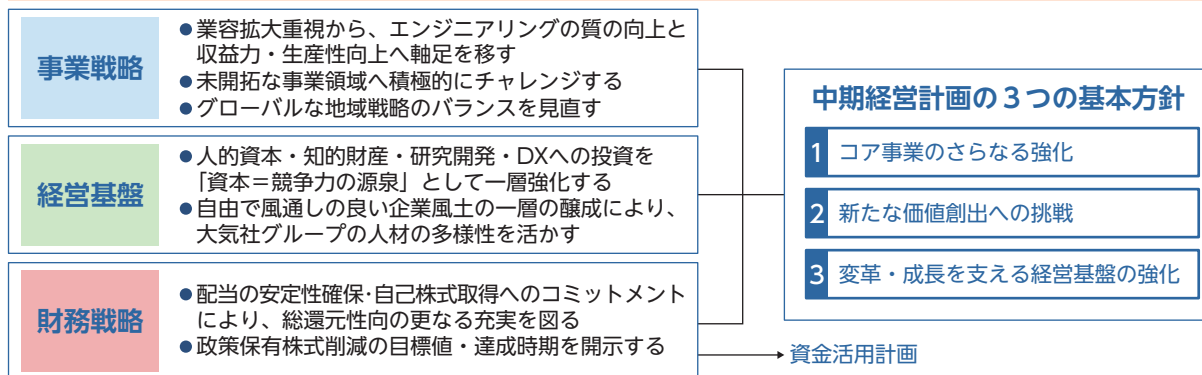 事業戦略
●業容拡大重視から、エンジニアリングの質の向上と
収益力・生産性向上へ軸足を移す
●未開拓な事業領域へ積極的にチャレンジする
●グローバルな地域戦略のバランスを見直す
経営基盤
●人的資本・知的財産・研究開発・DXへの投資を
「資本＝競争力の源泉」として一層強化する
●自由で風通しの良い企業風土の一層の醸成により、
大気社グループの人材の多様性を活かす
財務戦略
●配当の安定性確保・自己株式取得へのコミットメント
により、総還元性向の更なる充実を図る
●政策保有株式削減の目標値・達成時期を開示する
中期経営計画の3つの基本方針
1 コア事業のさらなる強化
2 新たな価値創出への挑戦
3 変革・成長を支える経営基盤の強化
資金活用計画